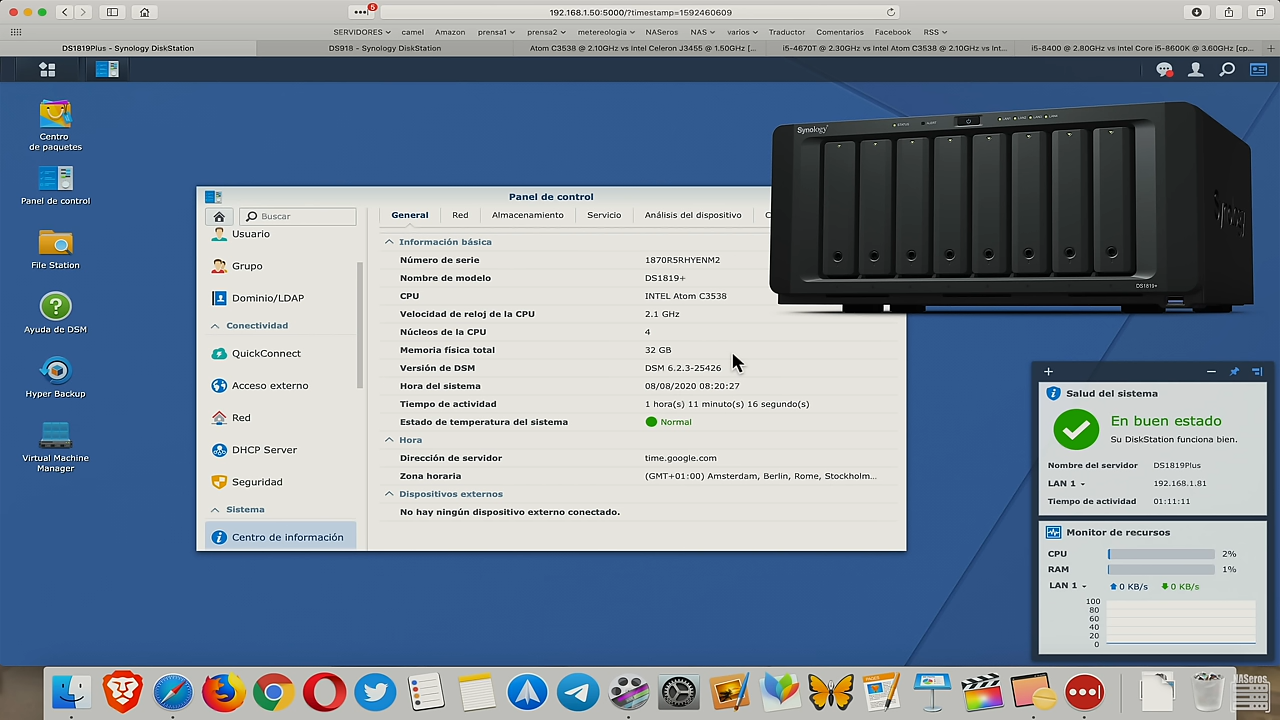 5
192.168.1.50:5000/?timestamp=1592460609
SERVIDORES camel Amazon prensa1 prensa2 metereologia NASeros NAS varios Traductor Comentarios Facebook RSS
DS1819Plus - Synology DiskStation
DS918 - Synology DiskStation
Atom C3538 @ 2.10GHz vs Intel Celeron J3455 @ 1.50GHz [...
i5-4670T @ 2.30GHz vs Intel Atom C3538 @ 2.10GHz vs Int...
i5-8400 @ 2.80GHz vs Intel Core i5-8600K @ 3.60GHz [cp...
Centro
de paquetes
Panel de control
File Station
Ayuda de DSM
Hyper Backup
Virtual Machine
Manager
Panel de control
Buscar
Usuario
Grupo
Dominio/LDAP
Conectividad
QuickConnect
Acceso externo
Red
DHCP Server
Seguridad
Sistema
Centro de información
General Red Almacenamiento Servicio Análisis del dispositivo C
Información básica
Número de serie 1870R5RHYENM2
Nombre de modelo DS1819+
CPU INTEL Atom C3538
Velocidad de reloj de la CPU 2.1 GHz
Núcleos de la CPU 4
Memoria física total 32 GB
Versión de DSM DSM 6.2.3-25426
Hora del sistema 08/08/2020 08:20:27
Tiempo de actividad 1 hora(s) 11 minuto(s) 16 segundo(s)
Estado de temperatura del sistema Normal
Hora
Dirección de servidor time.google.com
Zona horaria (GMT+01:00) Amsterdam, Berlin, Rome, Stockholm...
Dispositivos externos
No hay ningún dispositivo externo conectado.
Synology
Synology
DS1819+
Salud del sistema
En buen estado
Su DiskStation funciona bien.
Nombre del servidor DS1819Plus
LAN 1 192.168.1.81
Tiempo de actividad 01:11:11
Monitor de recursos
CPU 2%
RAM 1%
LAN 1 0 KB/s 0 KB/s
100
80
60
40
20
0
NASeros